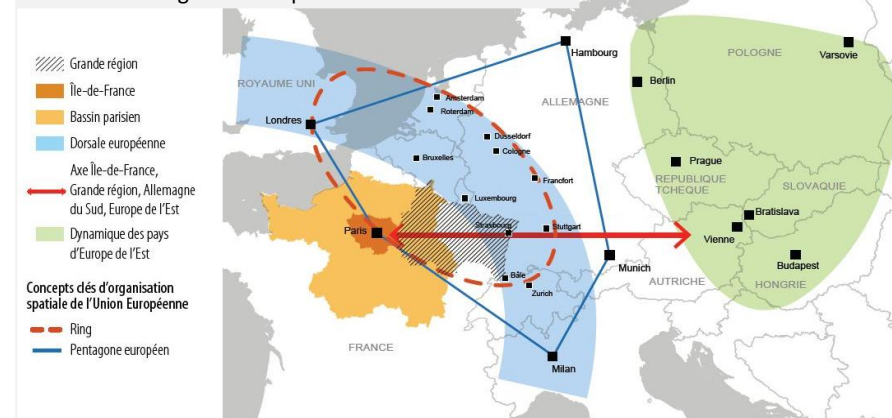 Grande région
Île-de-France
Bassin parisien
Dorsale européenne
Axe Île-de-France,
Grande région, Allemagne
du Sud, Europe de l'Est
Dynamique des pays
d'Europe de l'Est
Concepts clés d'organisation
spatiale de l'Union Européenne
Ring
Pentagone européen
Hambourg
POLOGNE
Varsovie
ROYAUME UNI
Berlin
Amsterdam
ALLEMAGNE
Roterdam
Londres
Düsseldorf
Cologne
Bruxelles
Prague
Francfort
REPUBLIQUE
TCHEQUE
SLOVAQUIE
Luxembourg
Bratislava
Paris
Strasbourg
Stuttgart
Vienne
Munich
Budapest
Bâle
AUTRICHE
HONGRIE
Zurich
FRANCE
Milan